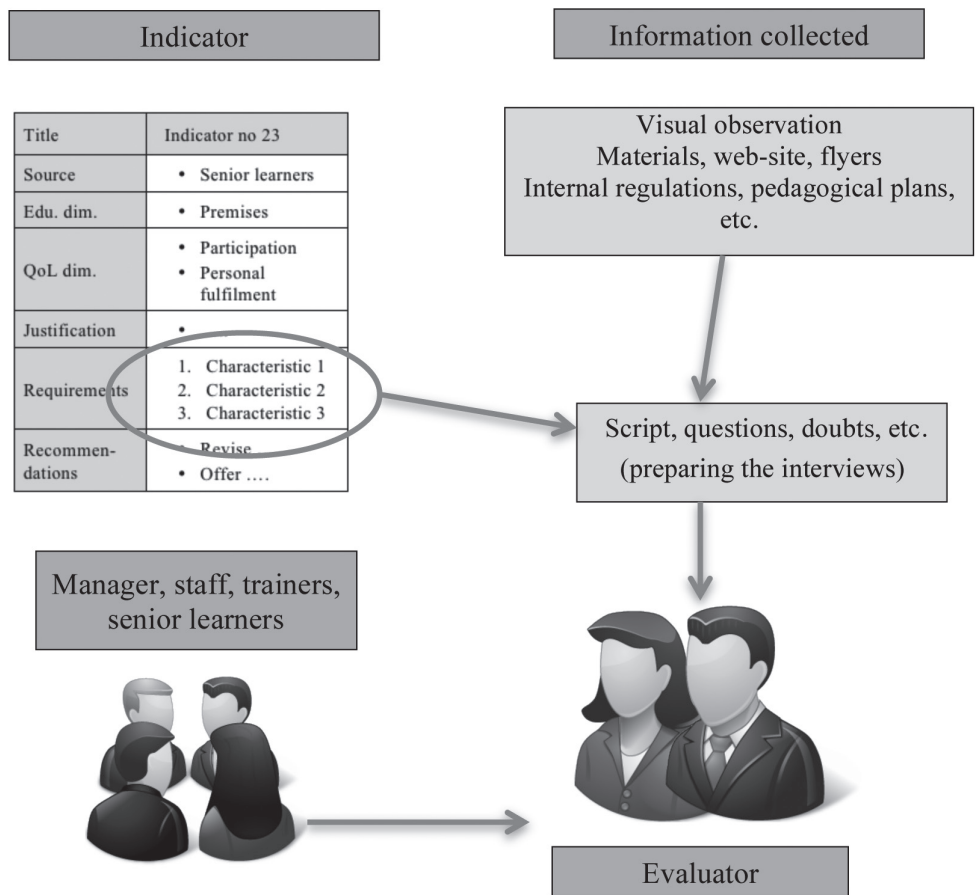 Indicator
Information collected
Title Indicator no 23
Source • Senior learners
Edu. dim. • Premises
QoL dim. • Participation
• Personal
fulfilment
Justification •
Requirements 1. Characteristic 1
2. Characteristic 2
3. Characteristic 3
Recommen-
dations • Revise ...
• Offer ....
Visual observation
Materials, web-site, flyers
Internal regulations, pedagogical plans,
etc.
Script, questions, doubts, etc.
(preparing the interviews)
Manager, staff, trainers,
senior learners
Evaluator